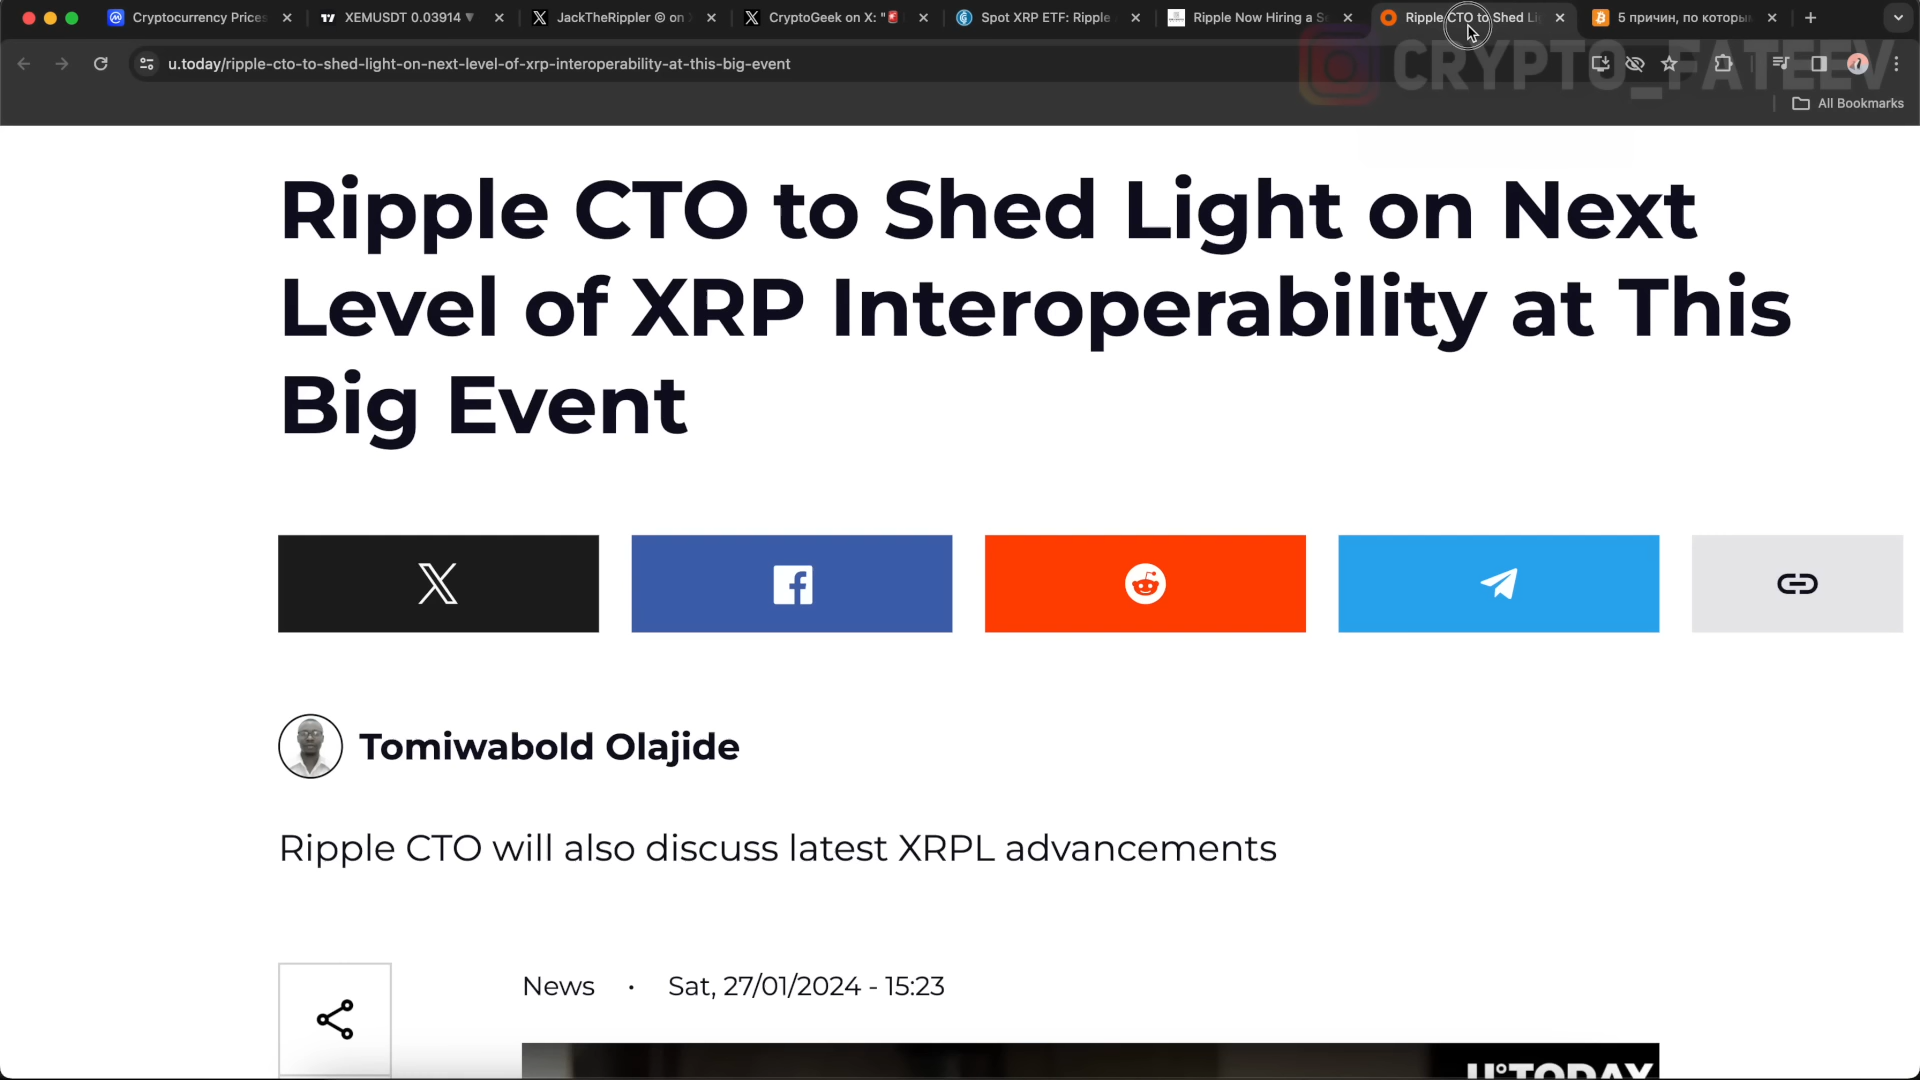 Cryptocurrency Prices
XEMUSDT 0.03914 ▼
JackTheRippler © on
CryptoGeek on X: "🚨
Spot XRP ETF: Ripple
Ripple Now Hiring a S
Ripple CTO to Shed Li
5 причин, по которы
u.today/ripple-cto-to-shed-light-on-next-level-of-xrp-interoperability-at-this-big-event
CRYPTO_FATEEV
All Bookmarks
Ripple CTO to Shed Light on Next
Level of XRP Interoperability at This
Big Event
Tomiwabold Olajide
Ripple CTO will also discuss latest XRPL advancements
News • Sat, 27/01/2024 - 15:23
U°TODAY